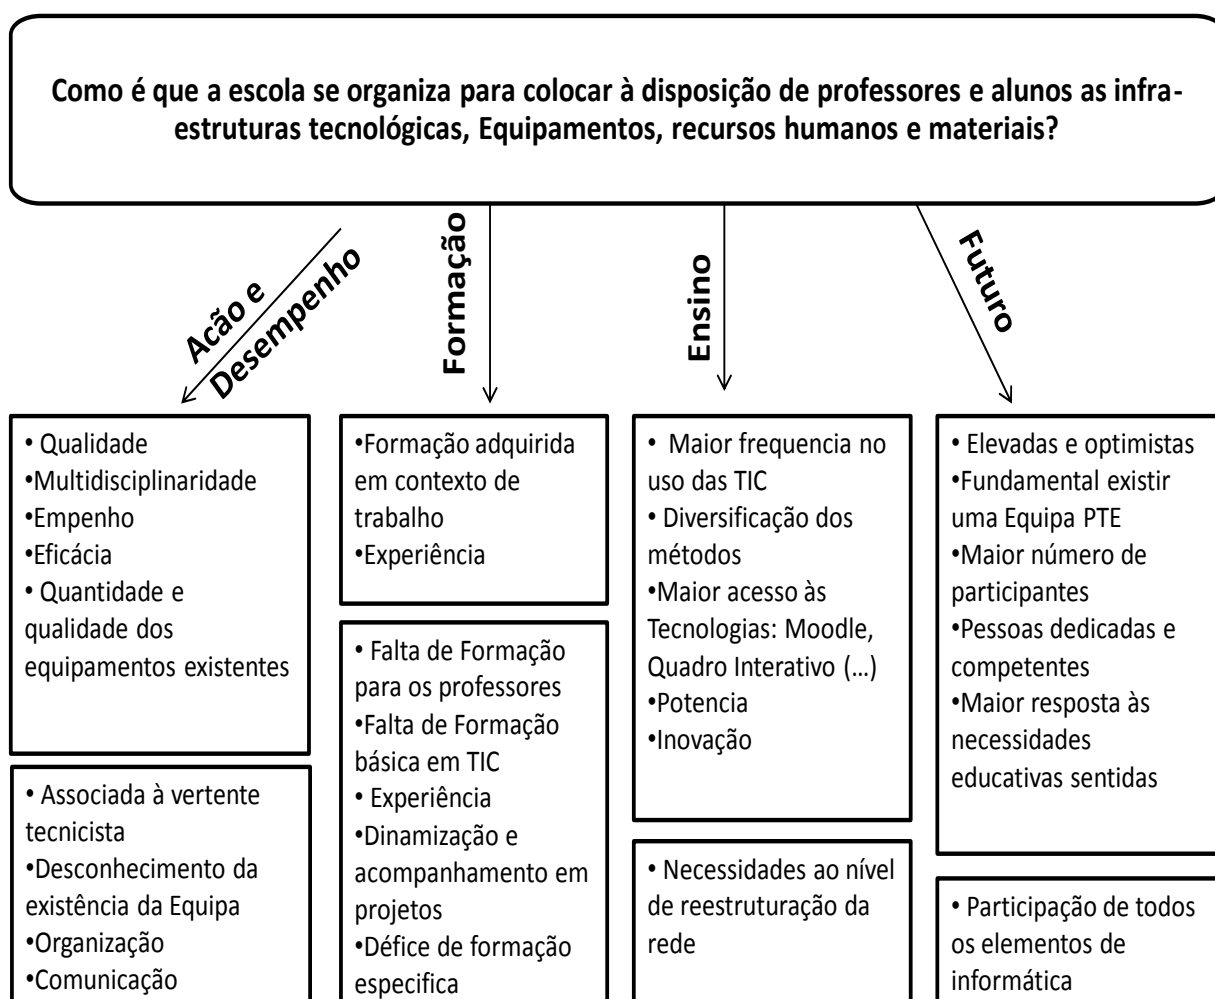 Como é que a escola se organiza para colocar à disposição de professores e alunos as infra-
estruturas tecnológicas, Equipamentos, recursos humanos e materiais?
Acão e
Desempenho
Formação
Ensino
Futuro
• Qualidade
•Multidisciplinaridade
•Empenho
•Eficácia
• Quantidade e
qualidade dos
equipamentos existentes
• Associada à vertente
tecnicista
•Desconhecimento da
existência da Equipa
•Organização
•Comunicação
•Formação adquirida
em contexto de
trabalho
•Experiência
• Falta de Formação
para os professores
•Falta de Formação
básica em TIC
• Experiência
•Dinamização e
acompanhamento em
projetos
•Défice de formação
especifica
• Maior frequencia no
uso das TIC
• Diversificação dos
métodos
•Maior acesso às
Tecnologias: Moodle,
Quadro Interativo (...)
•Potencia
•Inovação
• Necessidades ao nível
de reestruturação da
rede
• Elevadas e optimistas
•Fundamental existir
uma Equipa PTE
•Maior número de
participantes
•Pessoas dedicadas e
competentes
•Maior resposta às
necessidades
educativas sentidas
• Participação de todos
os elementos de
informática